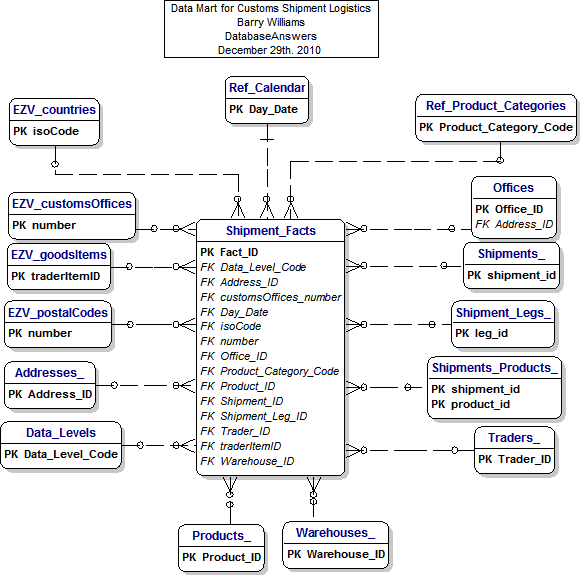 Data Mart for Customs Shipment Logistics
Barry Williams
DatabaseAnswers
December 29th. 2010
EZV_countries
PK isoCode
Ref_Calendar
PK Day_Date
Ref_Product_Categories
PK Product_Category_Code
EZV_customsOffices
PK number
EZV_goodsItems
PK traderItemID
EZV_postalCodes
PK number
Addresses_
PK Address_ID
Data_Levels
PK Data_Level_Code
Shipment_Facts
PK Fact_ID
FK Data_Level_Code
FK Address_ID
FK customsOffices_number
FK Day_Date
FK isoCode
FK number
FK Office_ID
FK Product_Category_Code
FK Product_ID
FK Shipment_ID
FK Shipment_Leg_ID
FK Trader_ID
FK traderItemID
FK Warehouse_ID
Offices
PK Office_ID
FK Address_ID
Shipments_
PK shipment_id
Shipment_Legs_
PK leg_id
Shipments_Products_
PK shipment_id
PK product_id
Traders_
PK Trader_ID
Products_
PK Product_ID
Warehouses_
PK Warehouse_ID